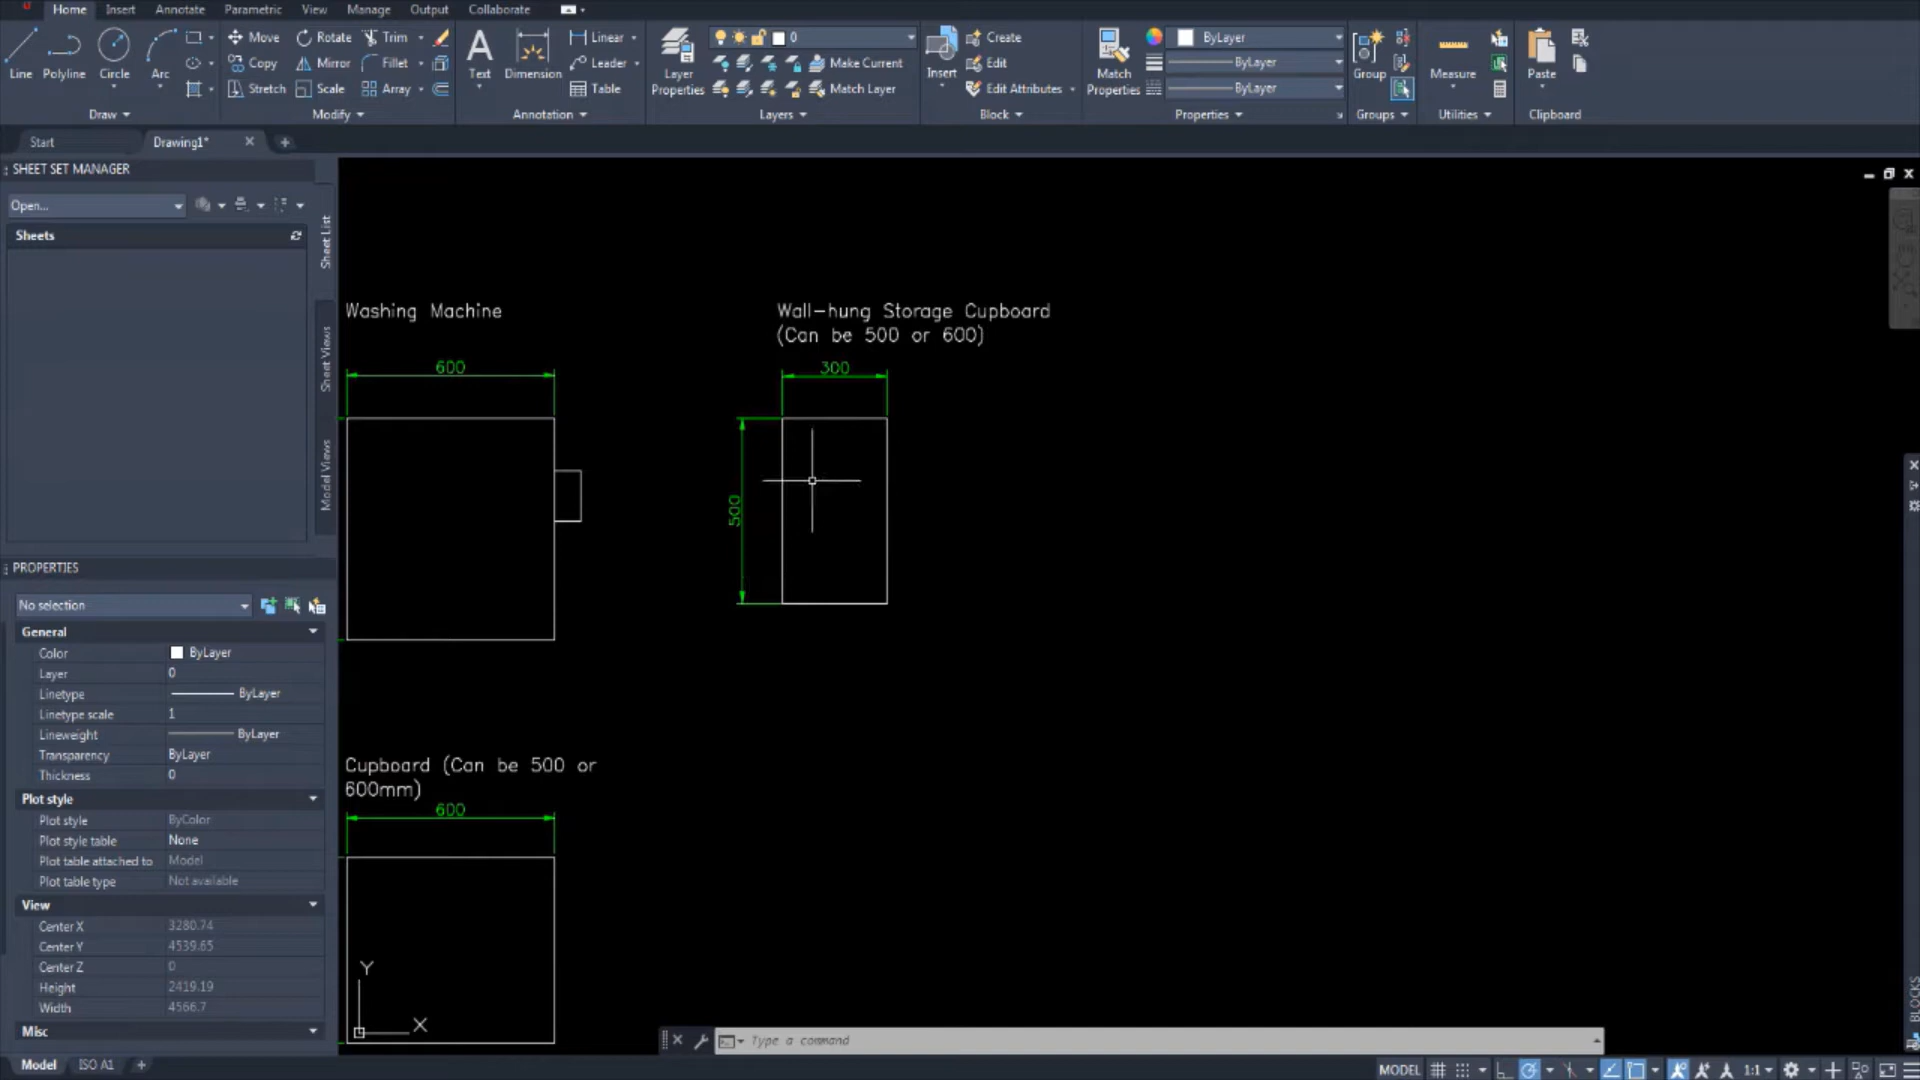 Home Insert Annotate Parametric View Manage Output Collaborate
Line Polyline Circle Arc
Move Rotate Trim
Copy Mirror Fillet
Stretch Scale Array
Text Dimension
Linear
Leader
Table
Layer Properties
0
Make Current
Match Layer
Insert
Create
Edit
Edit Attributes
Match Properties
ByLayer
ByLayer
ByLayer
Group
Measure
Paste
Draw Modify Annotation Layers Block Properties Groups Utilities Clipboard
Start Drawing1*
SHEET SET MANAGER
Open...
Sheets
Sheet List
Sheet Views
Model Views
PROPERTIES
No selection
General
Color ByLayer
Layer 0
Linetype ByLayer
Linetype scale 1
Lineweight ByLayer
Transparency ByLayer
Thickness 0
Plot style
Plot style ByColor
Plot style table None
Plot table attached to Model
Plot table type Not available
View
Center X 3280.74
Center Y 4539.65
Center Z 0
Height 2419.19
Width 4566.7
Misc
Washing Machine
600
Wall-hung Storage Cupboard
(Can be 500 or 600)
300
500
Cupboard (Can be 500 or
600mm)
600
Y
X
Type a command
BLOCKS
Model ISO A1
MODEL 1:1